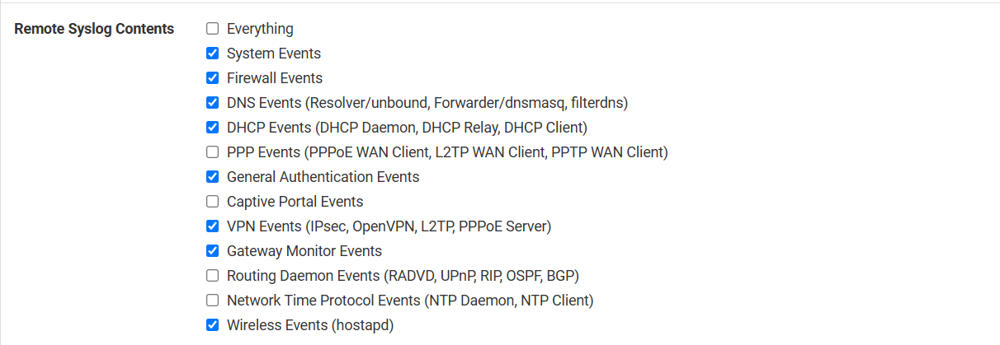 Remote Syslog Contents
Everything
System Events
Firewall Events
DNS Events (Resolver/unbound, Forwarder/dnsmasq, filterdns)
DHCP Events (DHCP Daemon, DHCP Relay, DHCP Client)
PPP Events (PPPoE WAN Client, L2TP WAN Client, PPTP WAN Client)
General Authentication Events
Captive Portal Events
VPN Events (IPsec, OpenVPN, L2TP, PPPoE Server)
Gateway Monitor Events
Routing Daemon Events (RADVD, UPnP, RIP, OSPF, BGP)
Network Time Protocol Events (NTP Daemon, NTP Client)
Wireless Events (hostapd)